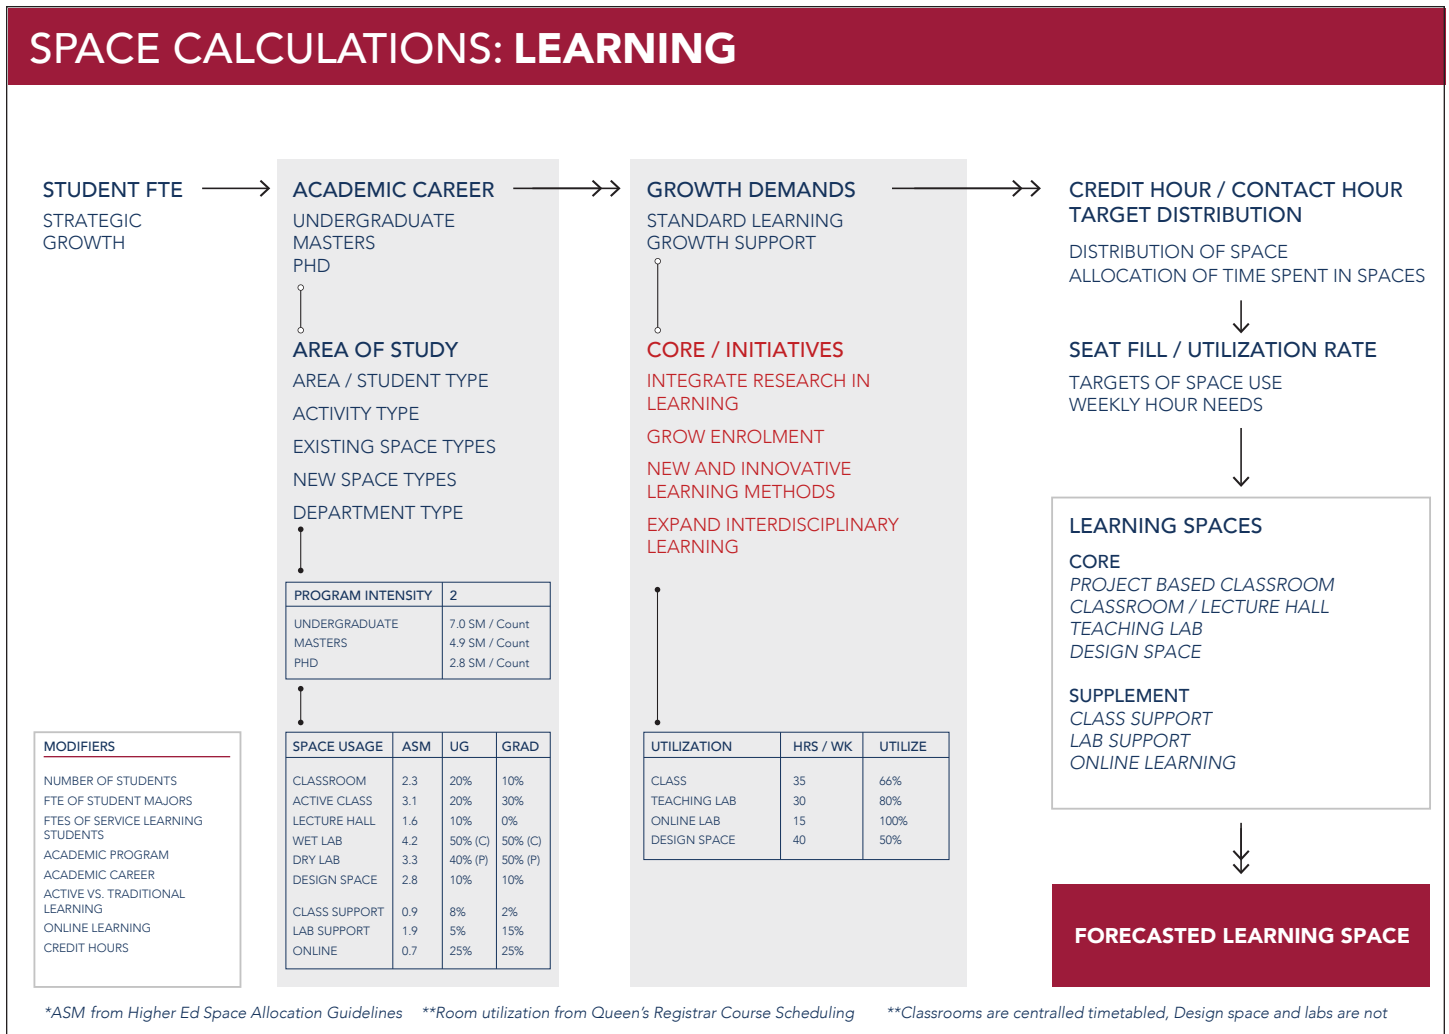 SPACE CALCULATIONS: LEARNING
STUDENT FTE
STRATEGIC
GROWTH
ACADEMIC CAREER
UNDERGRADUATE
MASTERS
PHD
AREA OF STUDY
AREA / STUDENT TYPE
ACTIVITY TYPE
EXISTING SPACE TYPES
NEW SPACE TYPES
DEPARTMENT TYPE
PROGRAM INTENSITY 2
UNDERGRADUATE 7.0 SM / Count
MASTERS 4.9 SM / Count
PHD 2.8 SM / Count
SPACE USAGE ASM UG GRAD
CLASSROOM 2.3 20% 10%
ACTIVE CLASS 3.1 20% 30%
LECTURE HALL 1.6 10% 0%
WET LAB 4.2 50% (C) 50% (C)
DRY LAB 3.3 40% (P) 50% (P)
DESIGN SPACE 2.8 10% 10%
CLASS SUPPORT 0.9 8% 2%
LAB SUPPORT 1.9 5% 15%
ONLINE 0.7 25% 25%
GROWTH DEMANDS
STANDARD LEARNING
GROWTH SUPPORT
CORE / INITIATIVES
INTEGRATE RESEARCH IN
LEARNING
GROW ENROLMENT
NEW AND INNOVATIVE
LEARNING METHODS
EXPAND INTERDISCIPLINARY
LEARNING
UTILIZATION HRS / WK UTILIZE
CLASS 35 66%
TEACHING LAB 30 80%
ONLINE LAB 15 100%
DESIGN SPACE 40 50%
CREDIT HOUR / CONTACT HOUR
TARGET DISTRIBUTION
DISTRIBUTION OF SPACE
ALLOCATION OF TIME SPENT IN SPACES
SEAT FILL / UTILIZATION RATE
TARGETS OF SPACE USE
WEEKLY HOUR NEEDS
LEARNING SPACES
CORE
PROJECT BASED CLASSROOM
CLASSROOM / LECTURE HALL
TEACHING LAB
DESIGN SPACE
SUPPLEMENT
CLASS SUPPORT
LAB SUPPORT
ONLINE LEARNING
FORECASTED LEARNING SPACE
MODIFIERS
NUMBER OF STUDENTS
FTE OF STUDENT MAJORS
FTES OF SERVICE LEARNING
STUDENTS
ACADEMIC PROGRAM
ACADEMIC CAREER
ACTIVE VS. TRADITIONAL
LEARNING
ONLINE LEARNING
CREDIT HOURS
*ASM from Higher Ed Space Allocation Guidelines **Room utilization from Queen's Registrar Course Scheduling **Classrooms are centralled timetabled, Design space and labs are not